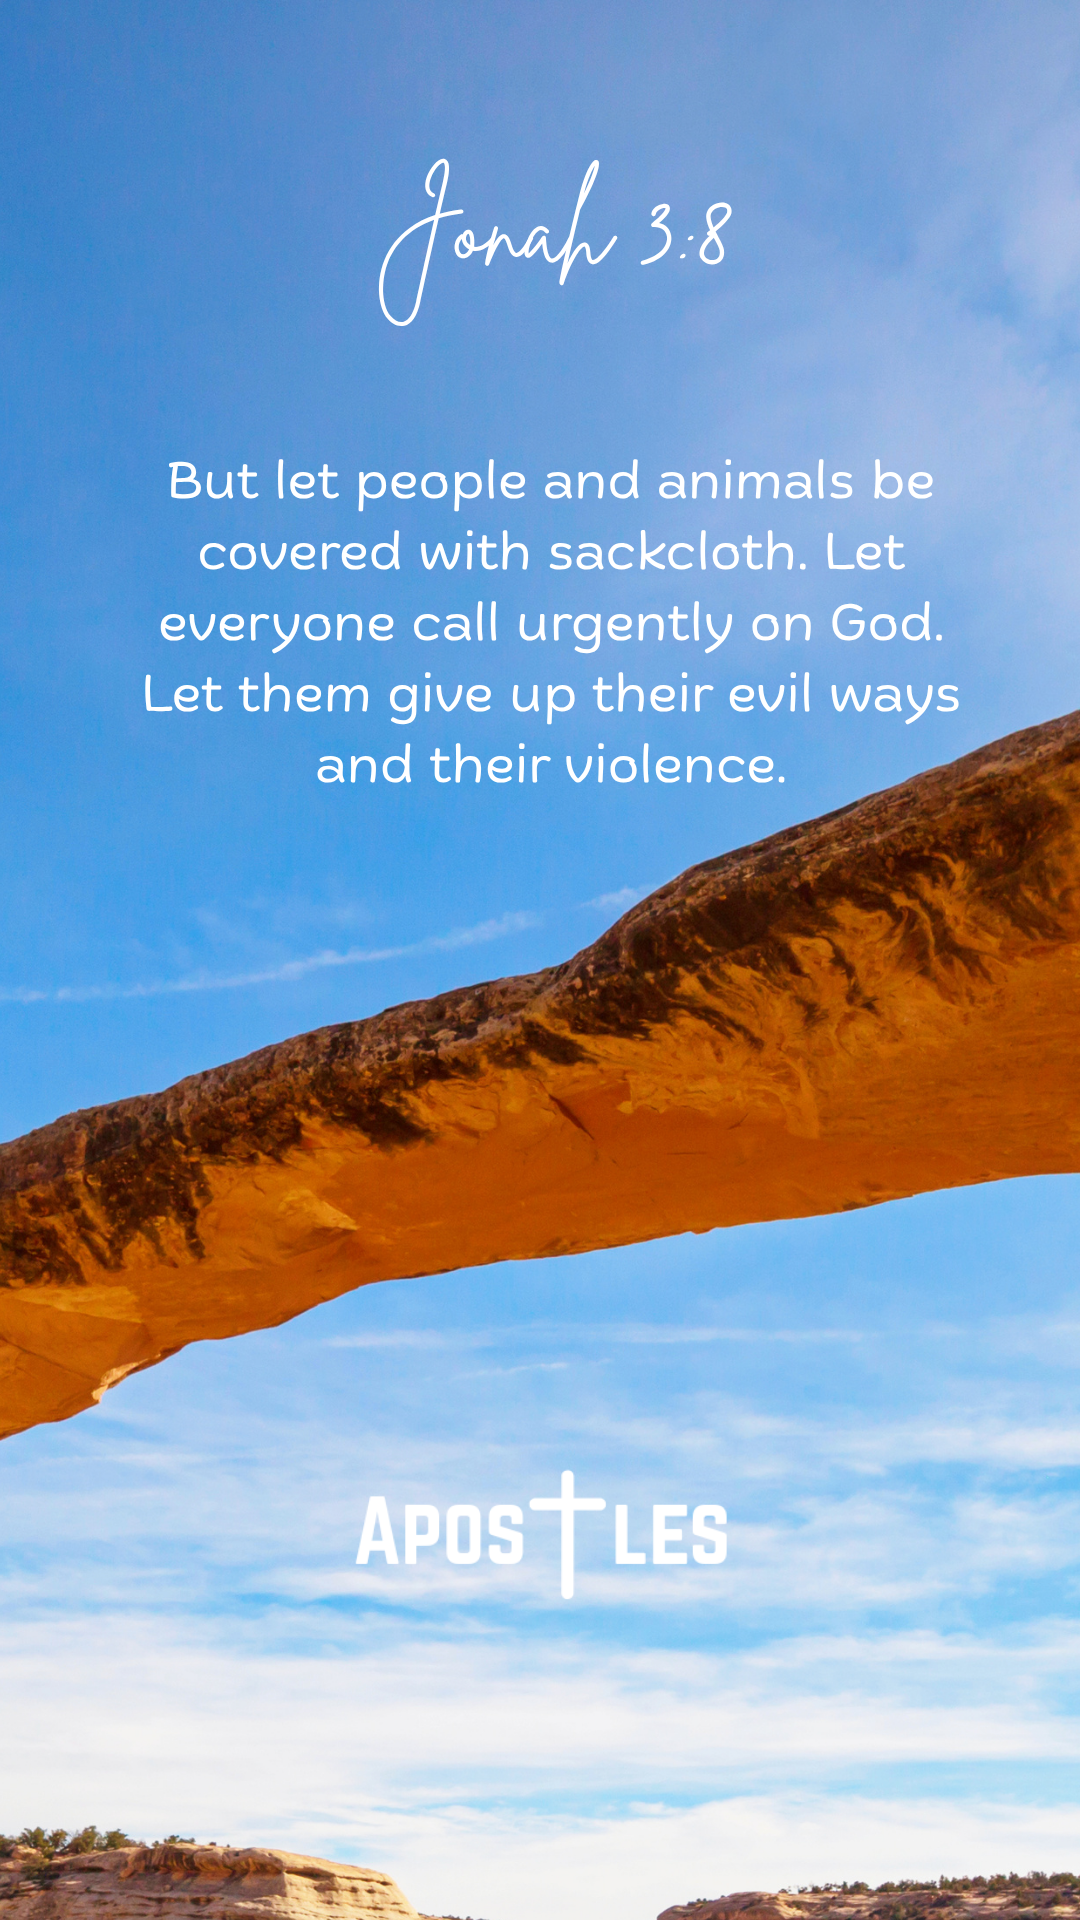 Jonah 3:8
But let people and animals be
covered with sackcloth. Let
everyone call urgently on God.
Let them give up their evil ways
and their violence.
APOSTLES